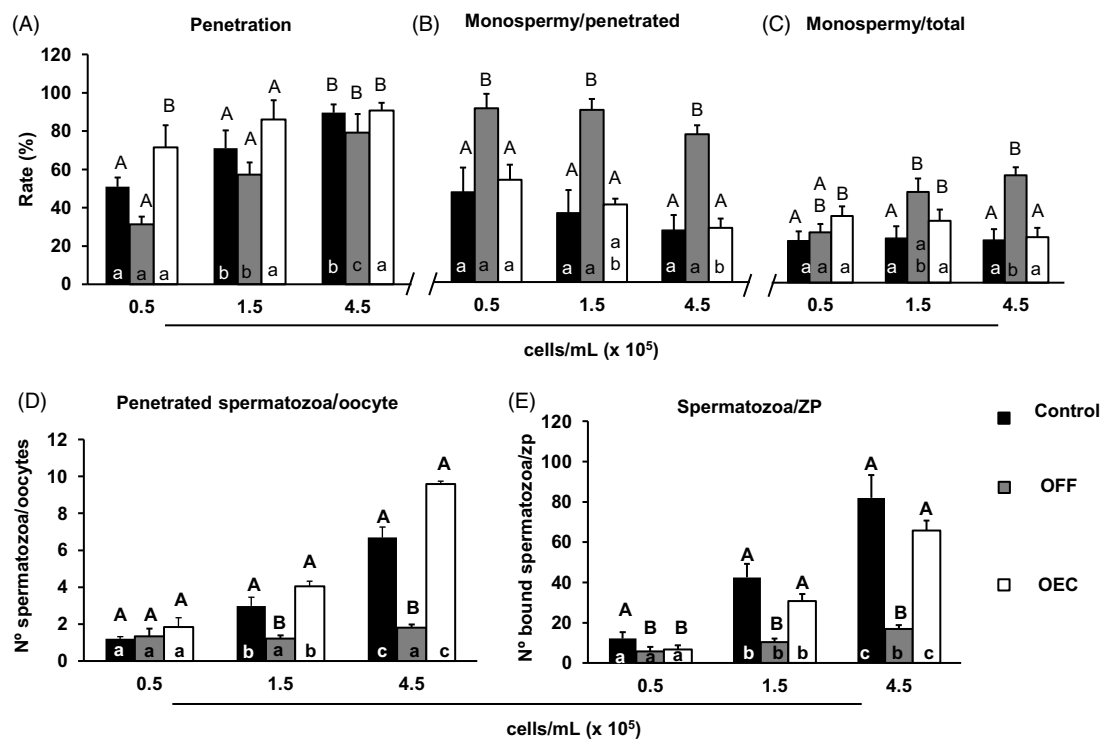 (A) Penetration (B) Monospermy/penetrated (C) Monospermy/total
Rate (%)
120
100
80
60
40
20
0
A A B A A A B B B
a a a b b a b c a
0.5 1.5 4.5
A B A A B A A B A
a a a a a a b a a b
0.5 1.5 4.5
A A B B A B B A B A
a a a a a b a a b a
0.5 1.5 4.5
cells/mL (x 10⁵)
(D) Penetrated spermatozoa/oocyte
Nº spermatozoa/oocytes
12
10
8
6
4
2
0
A A A A B A A B A
a a a b a b c a c
0.5 1.5 4.5
(E) Spermatozoa/ZP
Nº bound spermatozoa/zp
120
100
80
60
40
20
0
A B B A B A A B A
a a a b b b c b c
0.5 1.5 4.5
cells/mL (x 10⁵)
Control
OFF
OEC